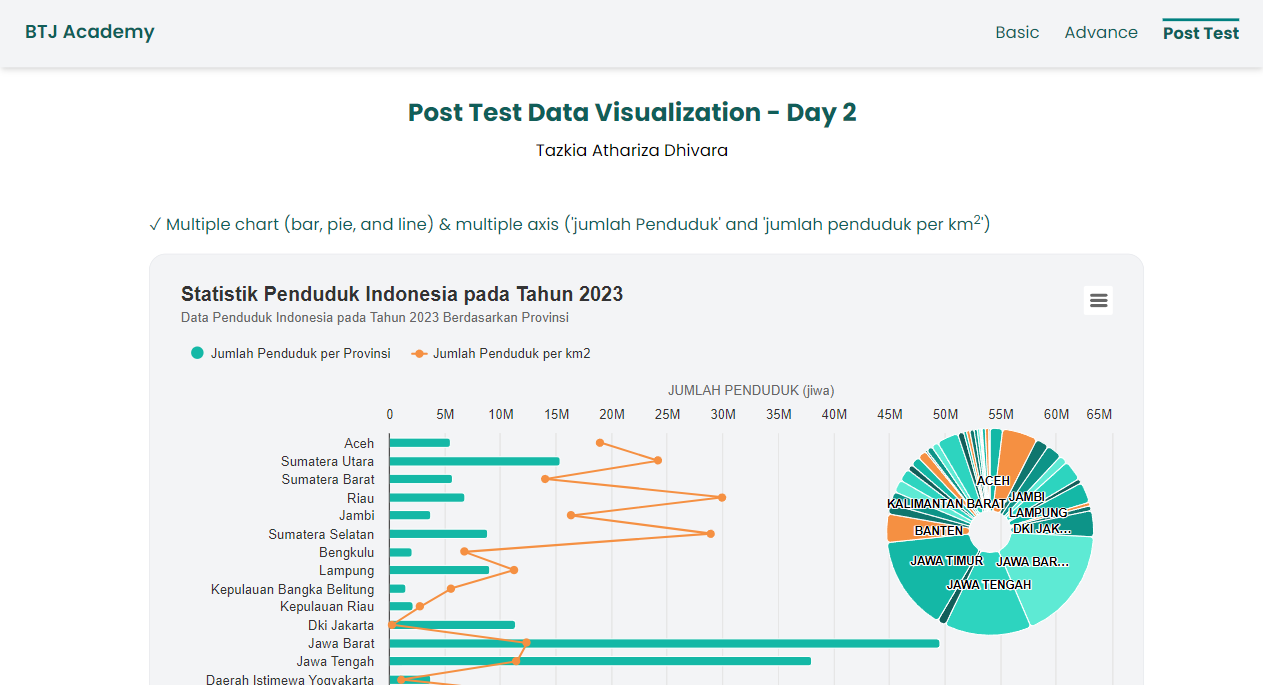 BTJ Academy
Basic Advance Post Test
Post Test Data Visualization - Day 2
Tazkia Athariza Dhivara
✓ Multiple chart (bar, pie, and line) & multiple axis ('jumlah Penduduk' and 'jumlah penduduk per km²')
Statistik Penduduk Indonesia pada Tahun 2023
Data Penduduk Indonesia pada Tahun 2023 Berdasarkan Provinsi
Jumlah Penduduk per Provinsi Jumlah Penduduk per km2
JUMLAH PENDUDUK (jiwa)
0 5M 10M 15M 20M 25M 30M 35M 40M 45M 50M 55M 60M 65M
Aceh
Sumatera Utara
Sumatera Barat
Riau
Jambi
Sumatera Selatan
Bengkulu
Lampung
Kepulauan Bangka Belitung
Kepulauan Riau
Dki Jakarta
Jawa Barat
Jawa Tengah
Daerah Istimewa Yogyakarta
ACEH
KALIMANTAN BARAT JAMBI
LAMPUNG
BANTEN DKI JAK...
JAWA TIMUR JAWA BAR...
JAWA TENGAH